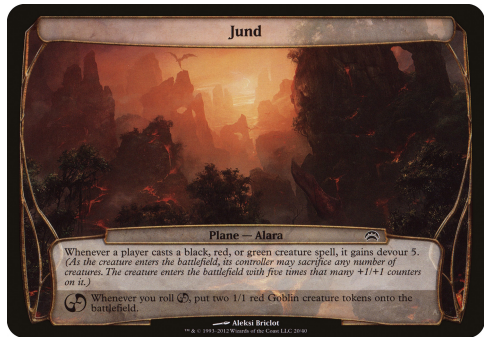 Jund
Plane — Alara
Whenever a player casts a black, red, or green creature spell, it gains devour 5.
(As the creature enters the battlefield, its controller may sacrifice any number of
creatures. The creature enters the battlefield with five times that many +1/+1 counters
on it.)
Whenever you roll , put two 1/1 red Goblin creature tokens onto the
battlefield.
Aleksi Briclot
™ & © 1993–2012 Wizards of the Coast LLC 20/40